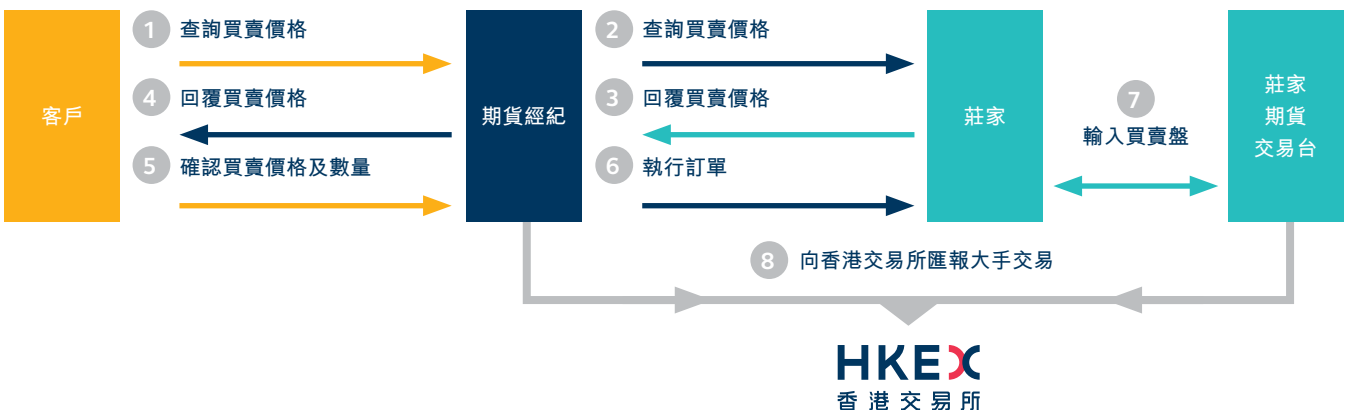 1 查詢買賣價格
2 查詢買賣價格
4 回覆買賣價格
3 回覆買賣價格
7
客戶
期貨經紀
莊家
輸入買賣盤
莊家
期貨
交易台
5 確認買賣價格及數量
6 執行訂單
8 向香港交易所匯報大手交易
HKEX
香港交易所